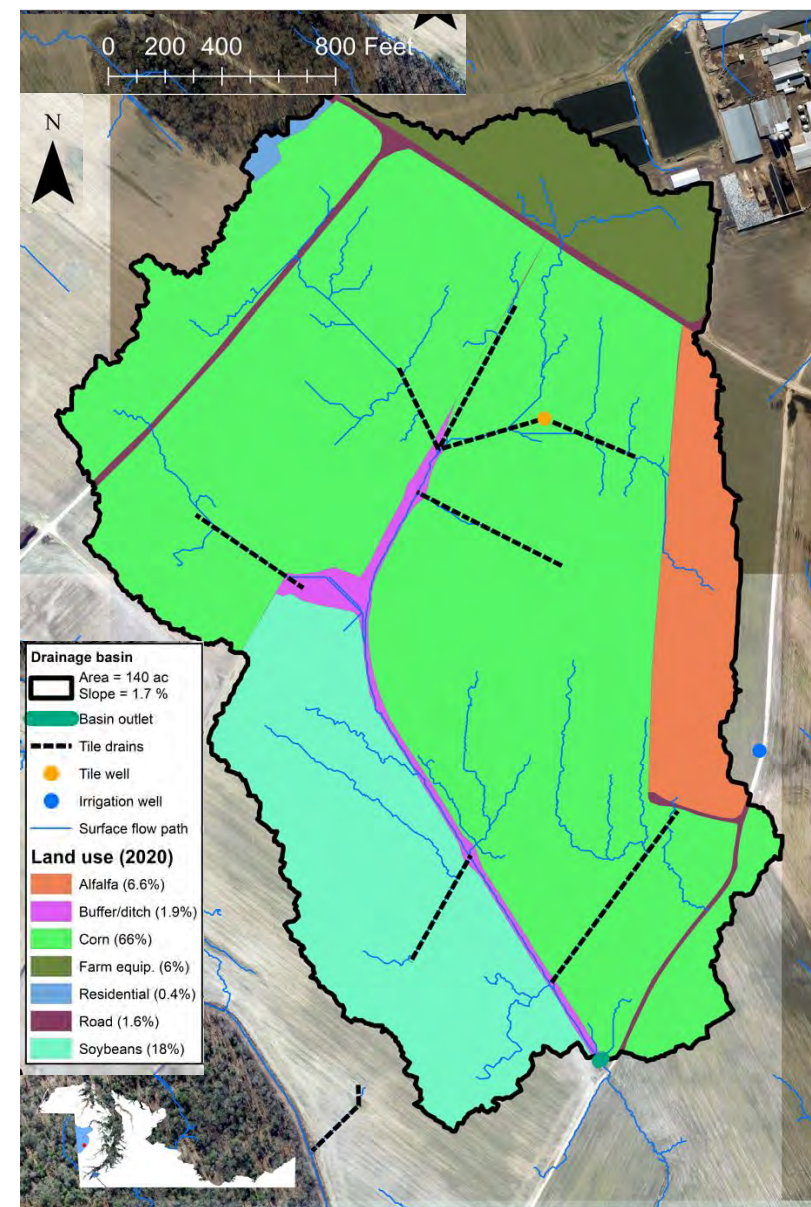 0 200 400 800 Feet
N
Drainage basin
Area = 140 ac
Slope = 1.7 %
Basin outlet
Tile drains
Tile well
Irrigation well
Surface flow path
Land use (2020)
Alfalfa (6.6%)
Buffer/ditch (1.9%)
Corn (66%)
Farm equip. (6%)
Residential (0.4%)
Road (1.6%)
Soybeans (18%)